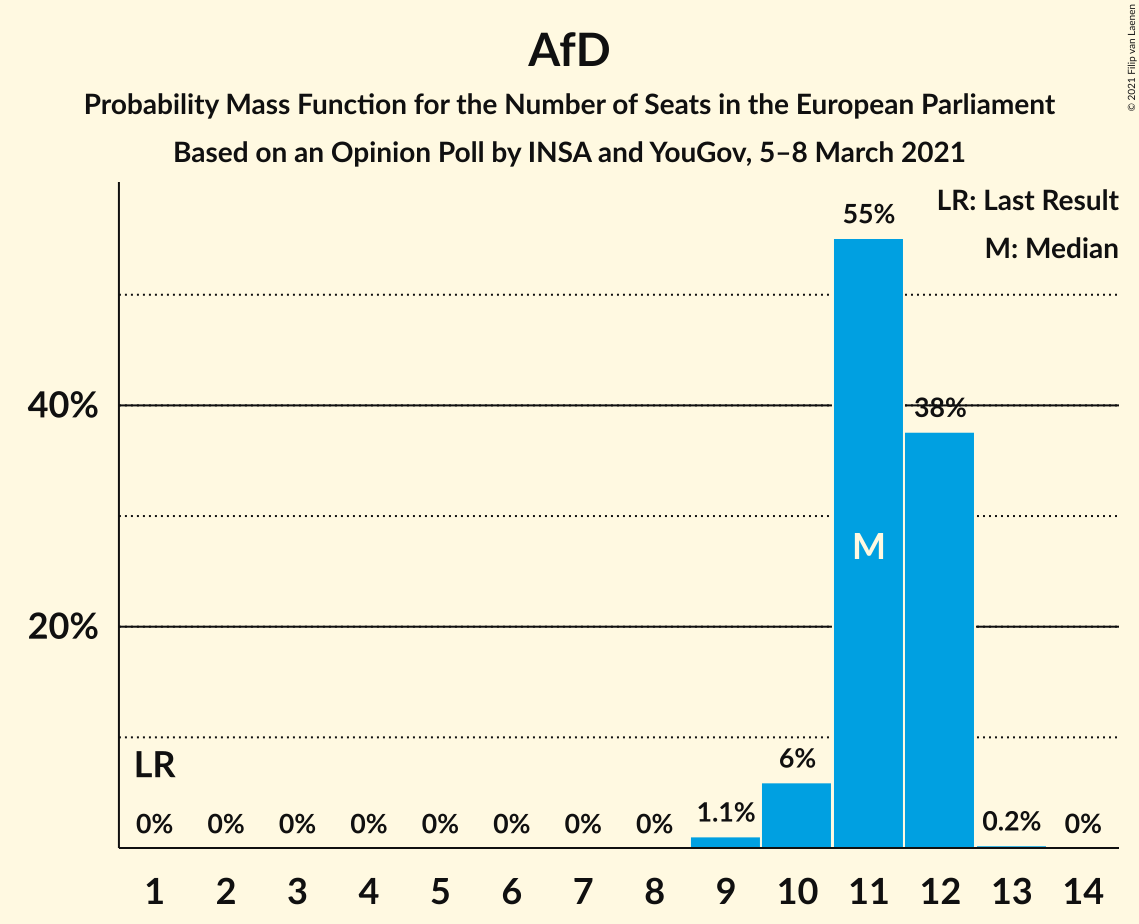 AfD
Probability Mass Function for the Number of Seats in the European Parliament
Based on an Opinion Poll by INSA and YouGov, 5–8 March 2021
© 2021 Filip van Laenen
LR: Last Result
M: Median
55%
40%
38%
M
20%
LR
6%
0% 0% 0% 0% 0% 0% 0% 0% 1.1% 0.2% 0%
1 2 3 4 5 6 7 8 9 10 11 12 13 14